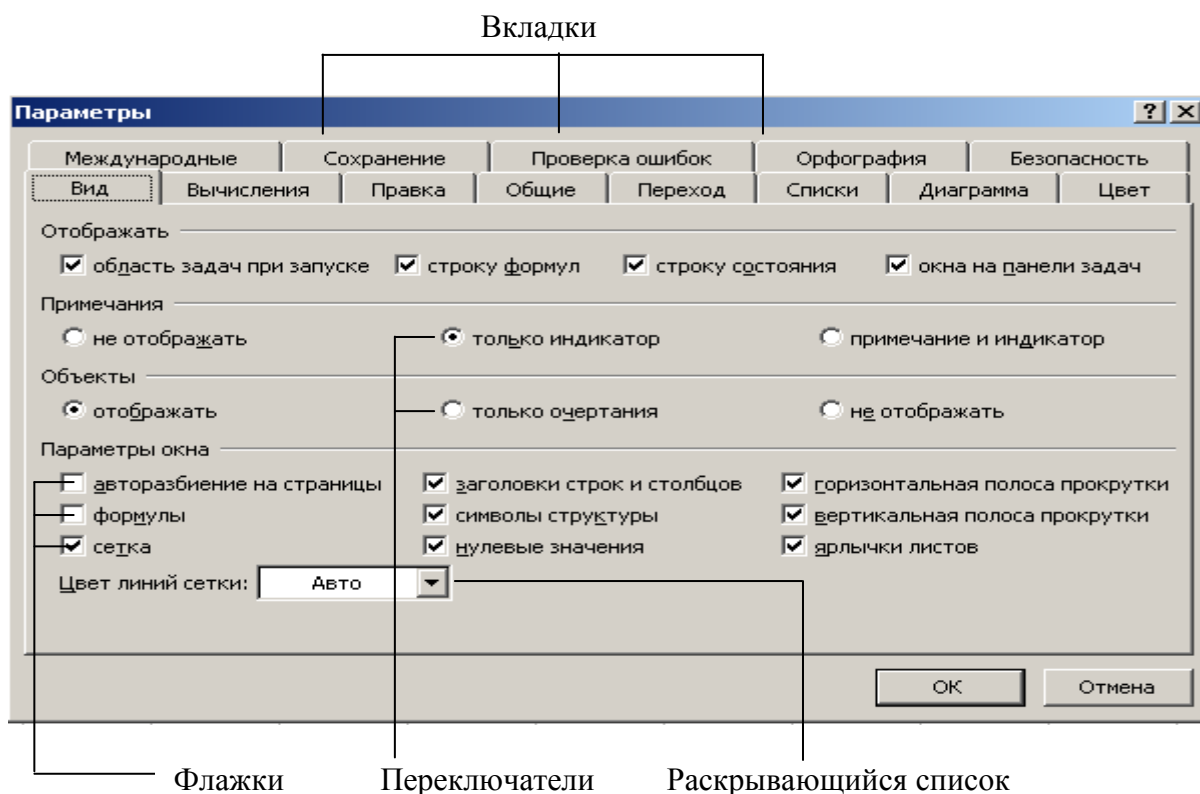 Вкладки
Параметры
Международные Сохранение Проверка ошибок Орфография Безопасность
Вид Вычисления Правка Общие Переход Списки Диаграмма Цвет
Отображать
область задач при запуске строку формул строку состояния окна на панели задач
Примечания
не отображать только индикатор примечание и индикатор
Объекты
отображать только очертания не отображать
Параметры окна
авторазбиение на страницы заголовки строк и столбцов горизонтальная полоса прокрутки
формулы символы структуры вертикальная полоса прокрутки
сетка нулевые значения ярлычки листов
Цвет линий сетки: Авто
ОК Отмена
Флажки Переключатели Раскрывающийся список